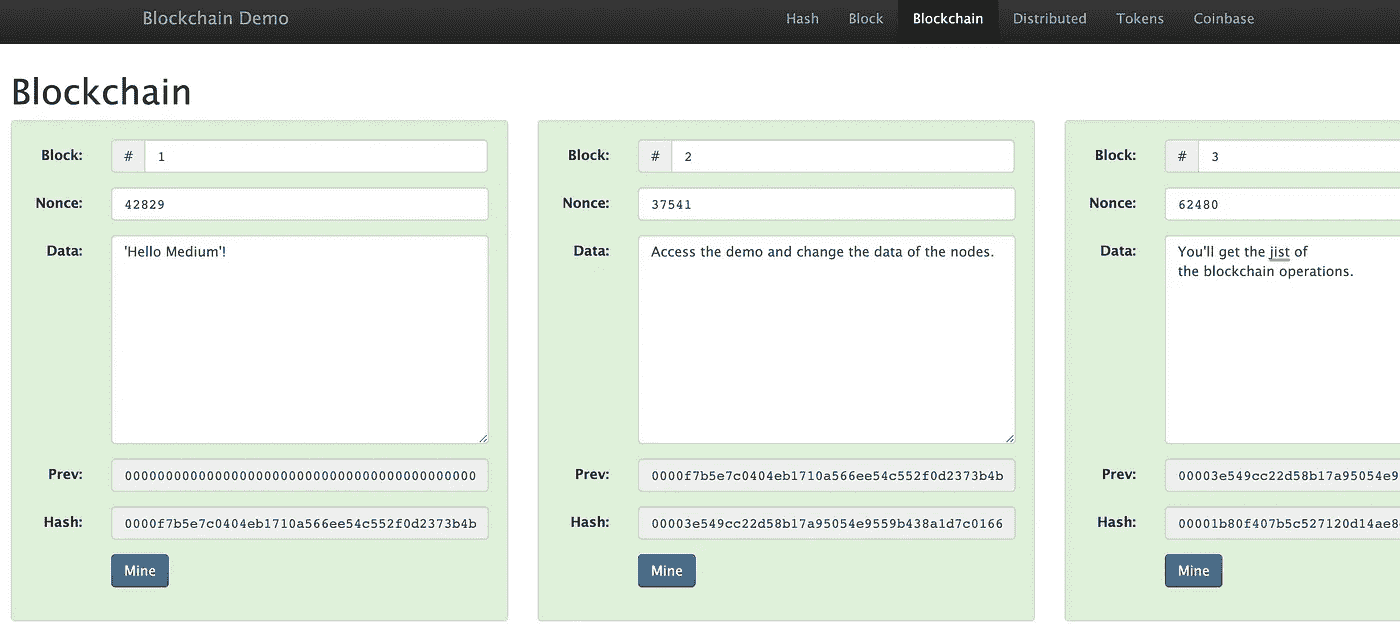 Blockchain Demo
Hash Block Blockchain Distributed Tokens Coinbase
Blockchain
Block: # 1
Nonce: 42829
Data: 'Hello Medium'!
Prev: 0000000000000000000000000000000000000000000
Hash: 0000f7b5e7c0404eb1710a566ee54c552f0d2373b4b
Mine
Block: # 2
Nonce: 37541
Data: Access the demo and change the data of the nodes.
Prev: 0000f7b5e7c0404eb1710a566ee54c552f0d2373b4b
Hash: 00003e549cc22d58b17a95054e9559b438a1d7c0166
Mine
Block: # 3
Nonce: 62480
Data: You'll get the jist of
the blockchain operations.
Prev: 00003e549cc22d58b17a95054e9
Hash: 00001b80f407b5c527120d14ae8
Mine